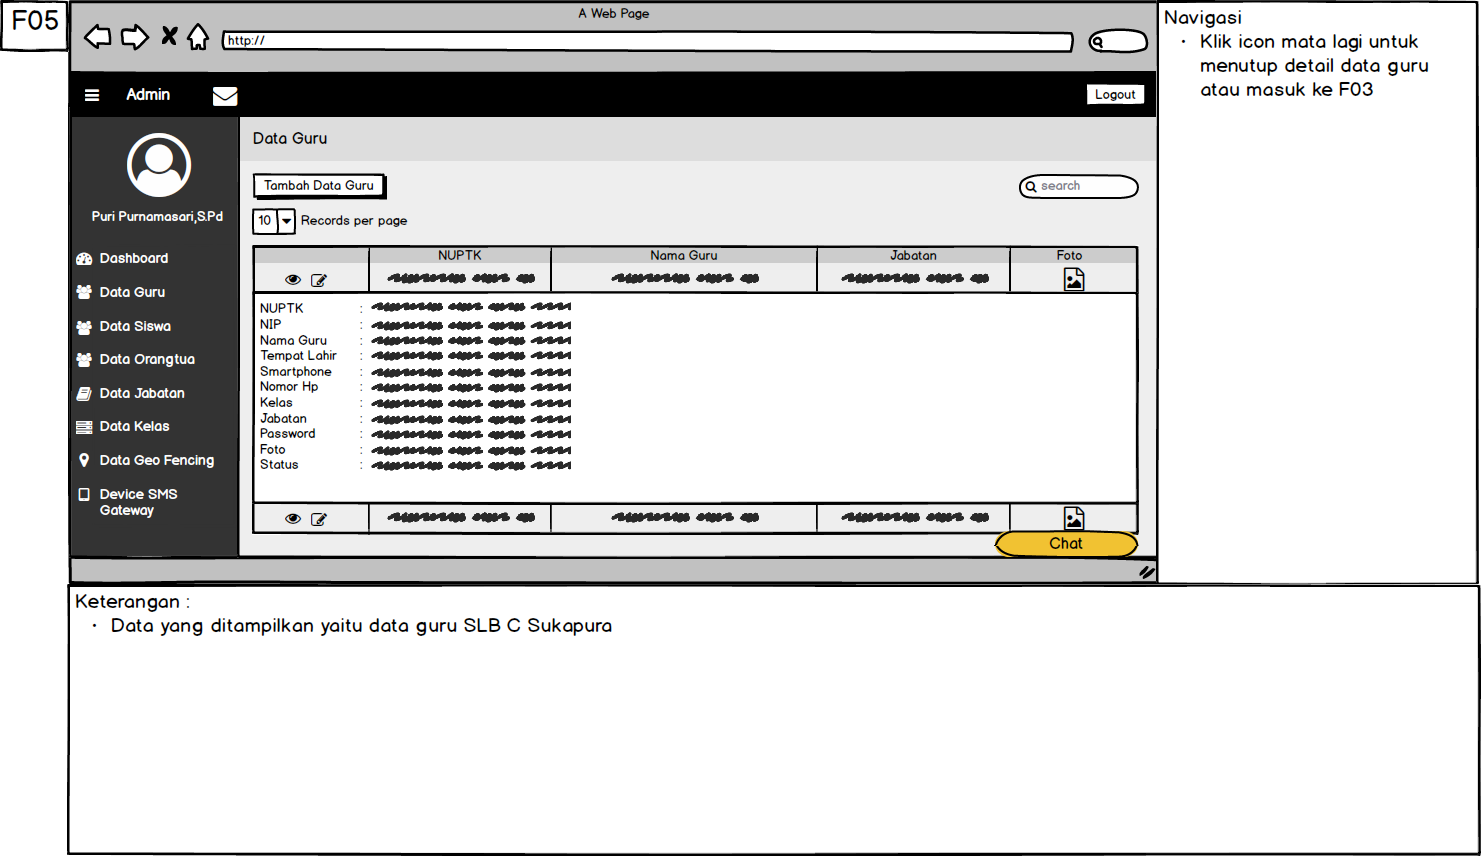 F05
A Web Page
http://
Navigasi
• Klik icon mata lagi untuk
menutup detail data guru
atau masuk ke F03
Admin
Logout
Puri Purnamasari,S.Pd
Dashboard
Data Guru
Data Siswa
Data Orangtua
Data Jabatan
Data Kelas
Data Geo Fencing
Device SMS
Gateway
Data Guru
Tambah Data Guru
search
10 Records per page
NUPTK Nama Guru Jabatan Foto
NUPTK :
NIP :
Nama Guru :
Tempat Lahir :
Smartphone :
Nomor Hp :
Kelas :
Jabatan :
Password :
Foto :
Status :
Chat
Keterangan :
• Data yang ditampilkan yaitu data guru SLB C Sukapura